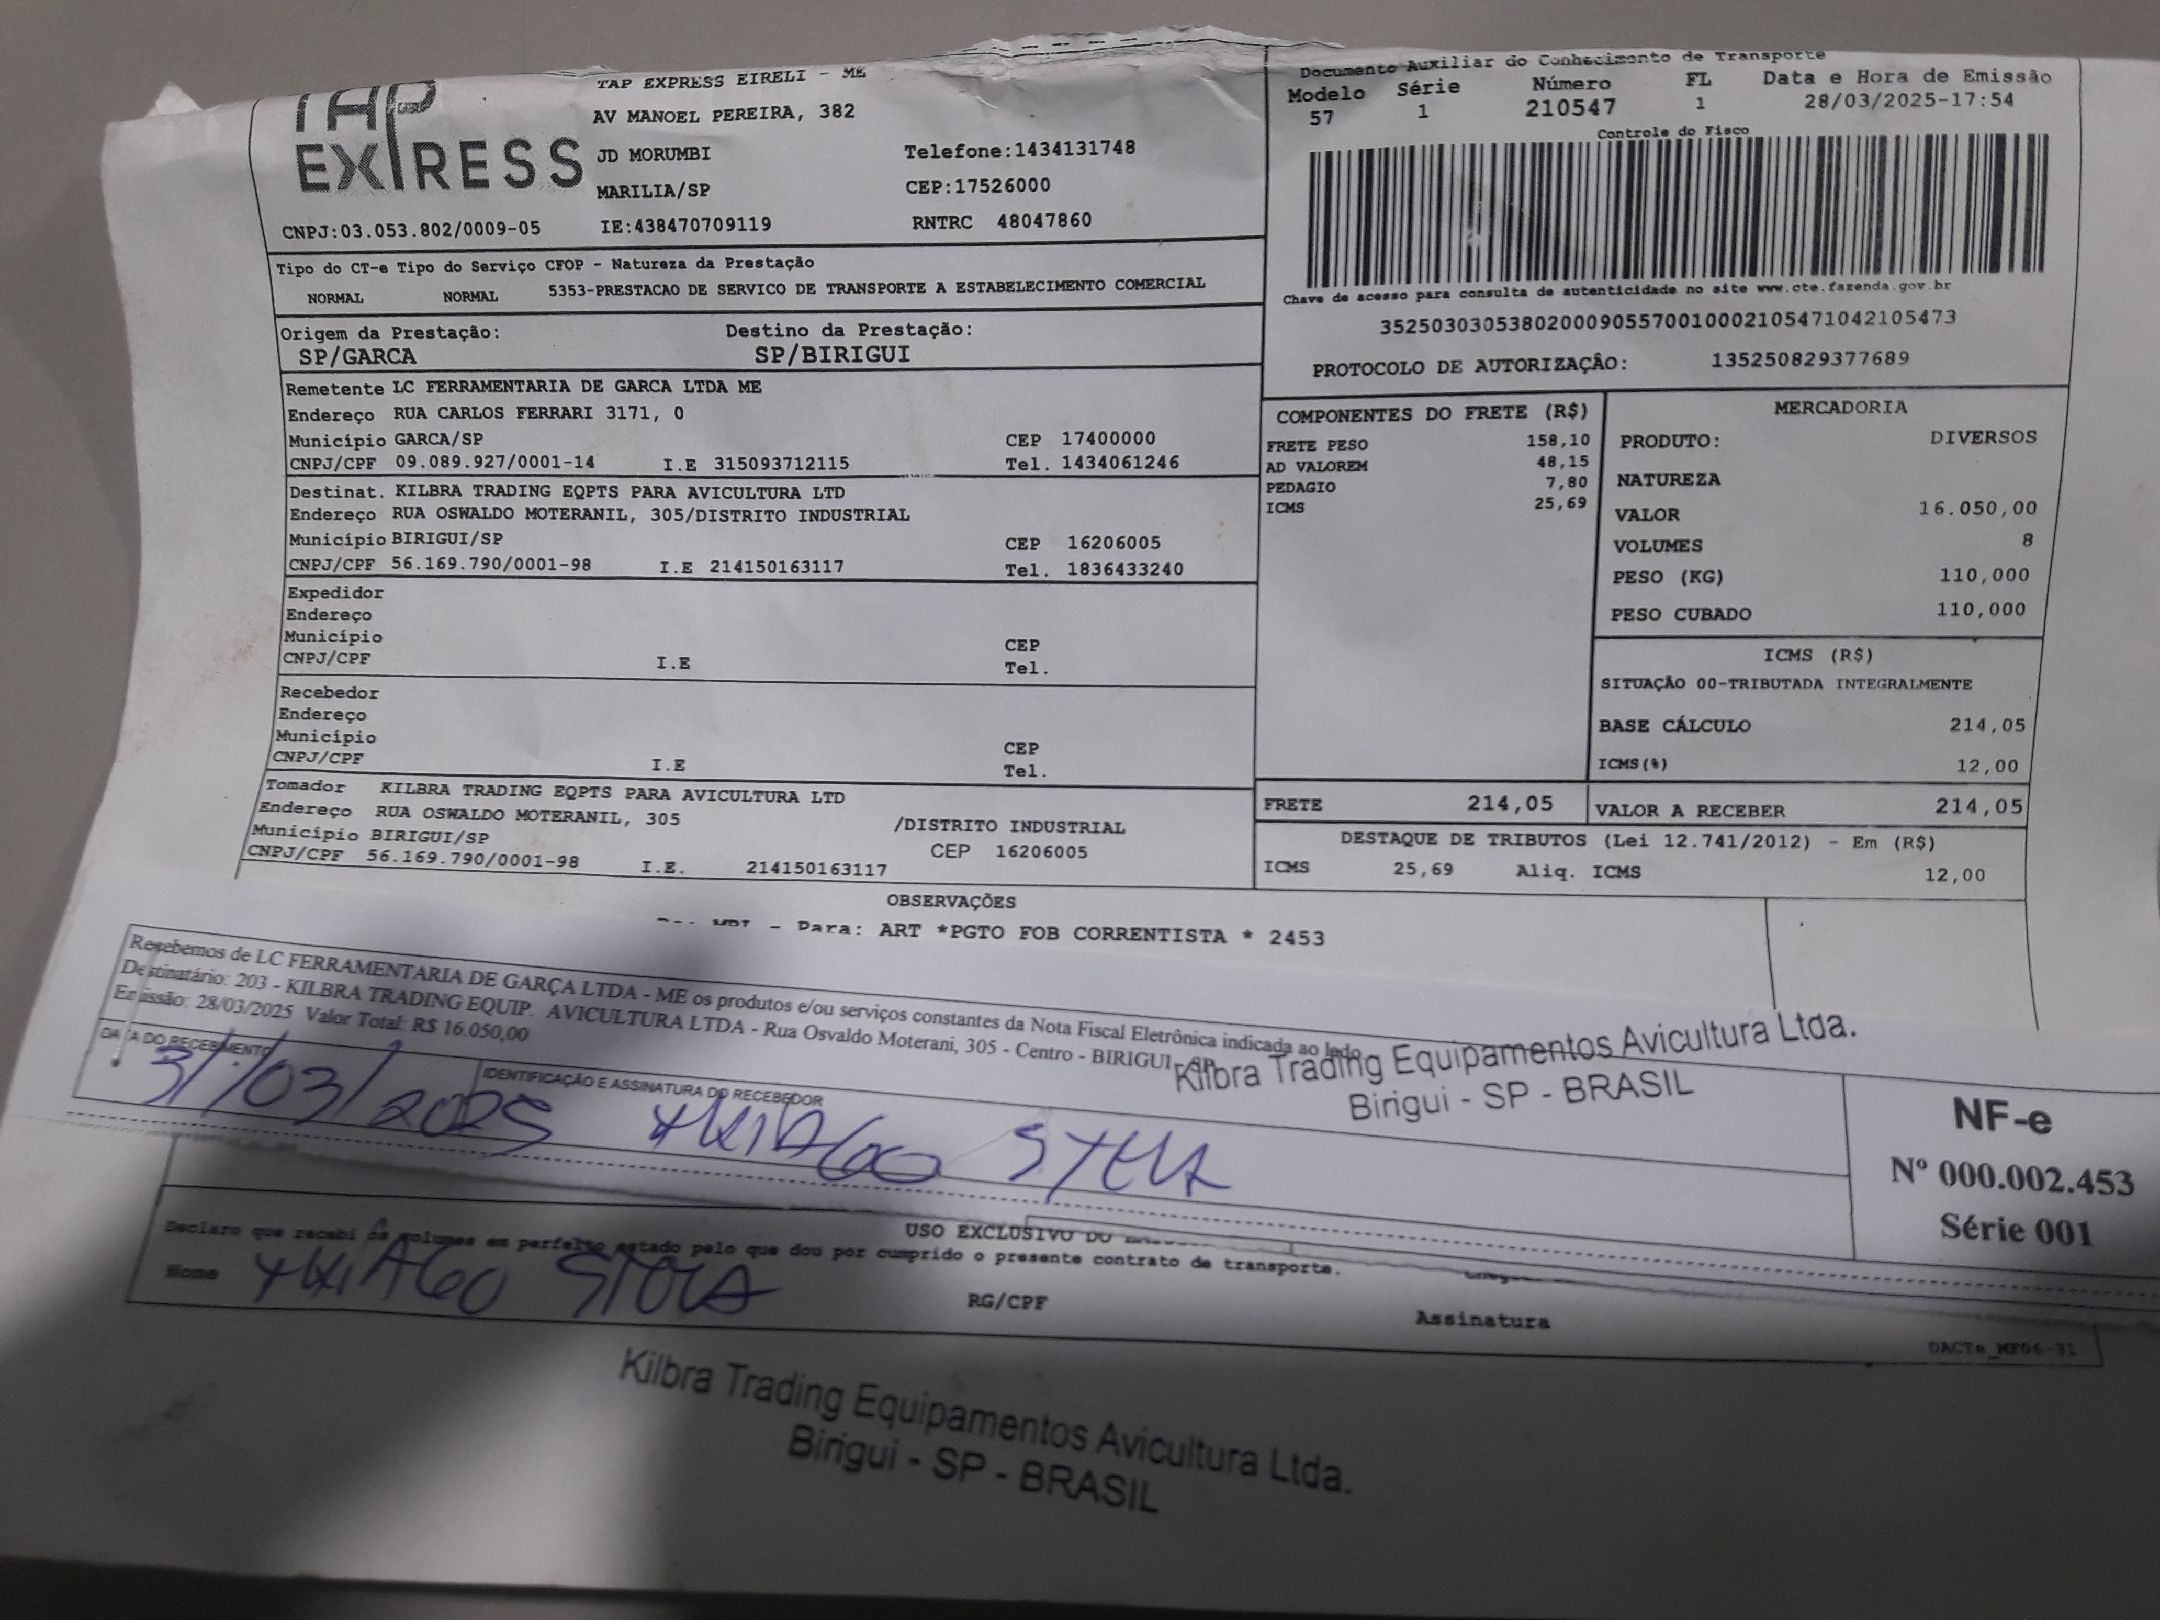 TAP
EXPRESS
TAP EXPRESS EIRELI - ME
AV MANOEL PEREIRA, 382
JD MORUMBI Telefone:1434131748
MARILIA/SP CEP:17526000
CNPJ:03.053.802/0009-05 IE:438470709119 RNTRC 48047860
Documento Auxiliar do Conhecimento de Transporte
Modelo Série Número FL Data e Hora de Emissão
57 1 210547 1 28/03/2025-17:54
Controle do Fisco
Chave de acesso para consulta de autenticidade no site www.cte.fazenda.gov.br
35250303053802000905570010002105471042105473
PROTOCOLO DE AUTORIZAÇÃO: 135250829377689
Tipo do CT-e Tipo do Serviço CFOP - Natureza da Prestação
NORMAL NORMAL 5353-PRESTACAO DE SERVICO DE TRANSPORTE A ESTABELECIMENTO COMERCIAL
Origem da Prestação: Destino da Prestação:
SP/GARCA SP/BIRIGUI
Remetente LC FERRAMENTARIA DE GARCA LTDA ME
Endereço RUA CARLOS FERRARI 3171, 0
Município GARCA/SP CEP 17400000
CNPJ/CPF 09.089.927/0001-14 I.E 315093712115 Tel. 1434061246
Destinat. KILBRA TRADING EQPTS PARA AVICULTURA LTD
Endereço RUA OSWALDO MOTERANIL, 305/DISTRITO INDUSTRIAL
Município BIRIGUI/SP CEP 16206005
CNPJ/CPF 56.169.790/0001-98 I.E 214150163117 Tel. 1836433240
Expedidor
Endereço
Município CEP
CNPJ/CPF I.E Tel.
Recebedor
Endereço
Município CEP
CNPJ/CPF I.E Tel.
Tomador KILBRA TRADING EQPTS PARA AVICULTURA LTD
Endereço RUA OSWALDO MOTERANIL, 305 /DISTRITO INDUSTRIAL
Município BIRIGUI/SP CEP 16206005
CNPJ/CPF 56.169.790/0001-98 I.E. 214150163117
COMPONENTES DO FRETE (R$)
FRETE PESO 158,10
AD VALOREM 48,15
PEDAGIO 7,80
ICMS 25,69
MERCADORIA
PRODUTO: DIVERSOS
NATUREZA
VALOR 16.050,00
VOLUMES 8
PESO (KG) 110,000
PESO CUBADO 110,000
ICMS (R$)
SITUAÇÃO 00-TRIBUTADA INTEGRALMENTE
BASE CÁLCULO 214,05
ICMS(%) 12,00
FRETE 214,05 VALOR A RECEBER 214,05
DESTAQUE DE TRIBUTOS (Lei 12.741/2012) - Em (R$)
ICMS 25,69 Aliq. ICMS 12,00
OBSERVAÇÕES
- Para: ART *PGTO FOB CORRENTISTA * 2453
Recebemos de LC FERRAMENTARIA DE GARÇA LTDA - ME os produtos e/ou serviços constantes da Nota Fiscal Eletrônica indicada ao lado
Destinatário: 203 - KILBRA TRADING EQUIP. AVICULTURA LTDA - Rua Osvaldo Moterani, 305 - Centro - BIRIGUI - SP
Emissão: 28/03/2025 Valor Total: R$ 16.050,00
DATA DO RECEBIMENTO IDENTIFICAÇÃO E ASSINATURA DO RECEBEDOR
31/03/2025
Kilbra Trading Equipamentos Avicultura Ltda.
Birigui - SP - BRASIL
NF-e
Nº 000.002.453
Série 001
USO EXCLUSIVO DO
Declaro que recebi os volumes em perfeito estado pelo que dou por cumprido o presente contrato de transporte.
Nome RG/CPF Assinatura
DACTe_MF06-31
Kilbra Trading Equipamentos Avicultura Ltda.
Birigui - SP - BRASIL